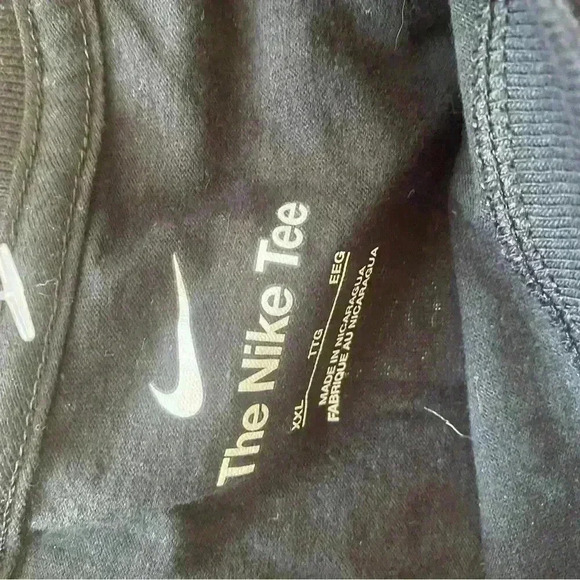 The Nike Tee
XXL TTG EEG
MADE IN NICARAGUA
FABRIQUE AU NICARAGUA